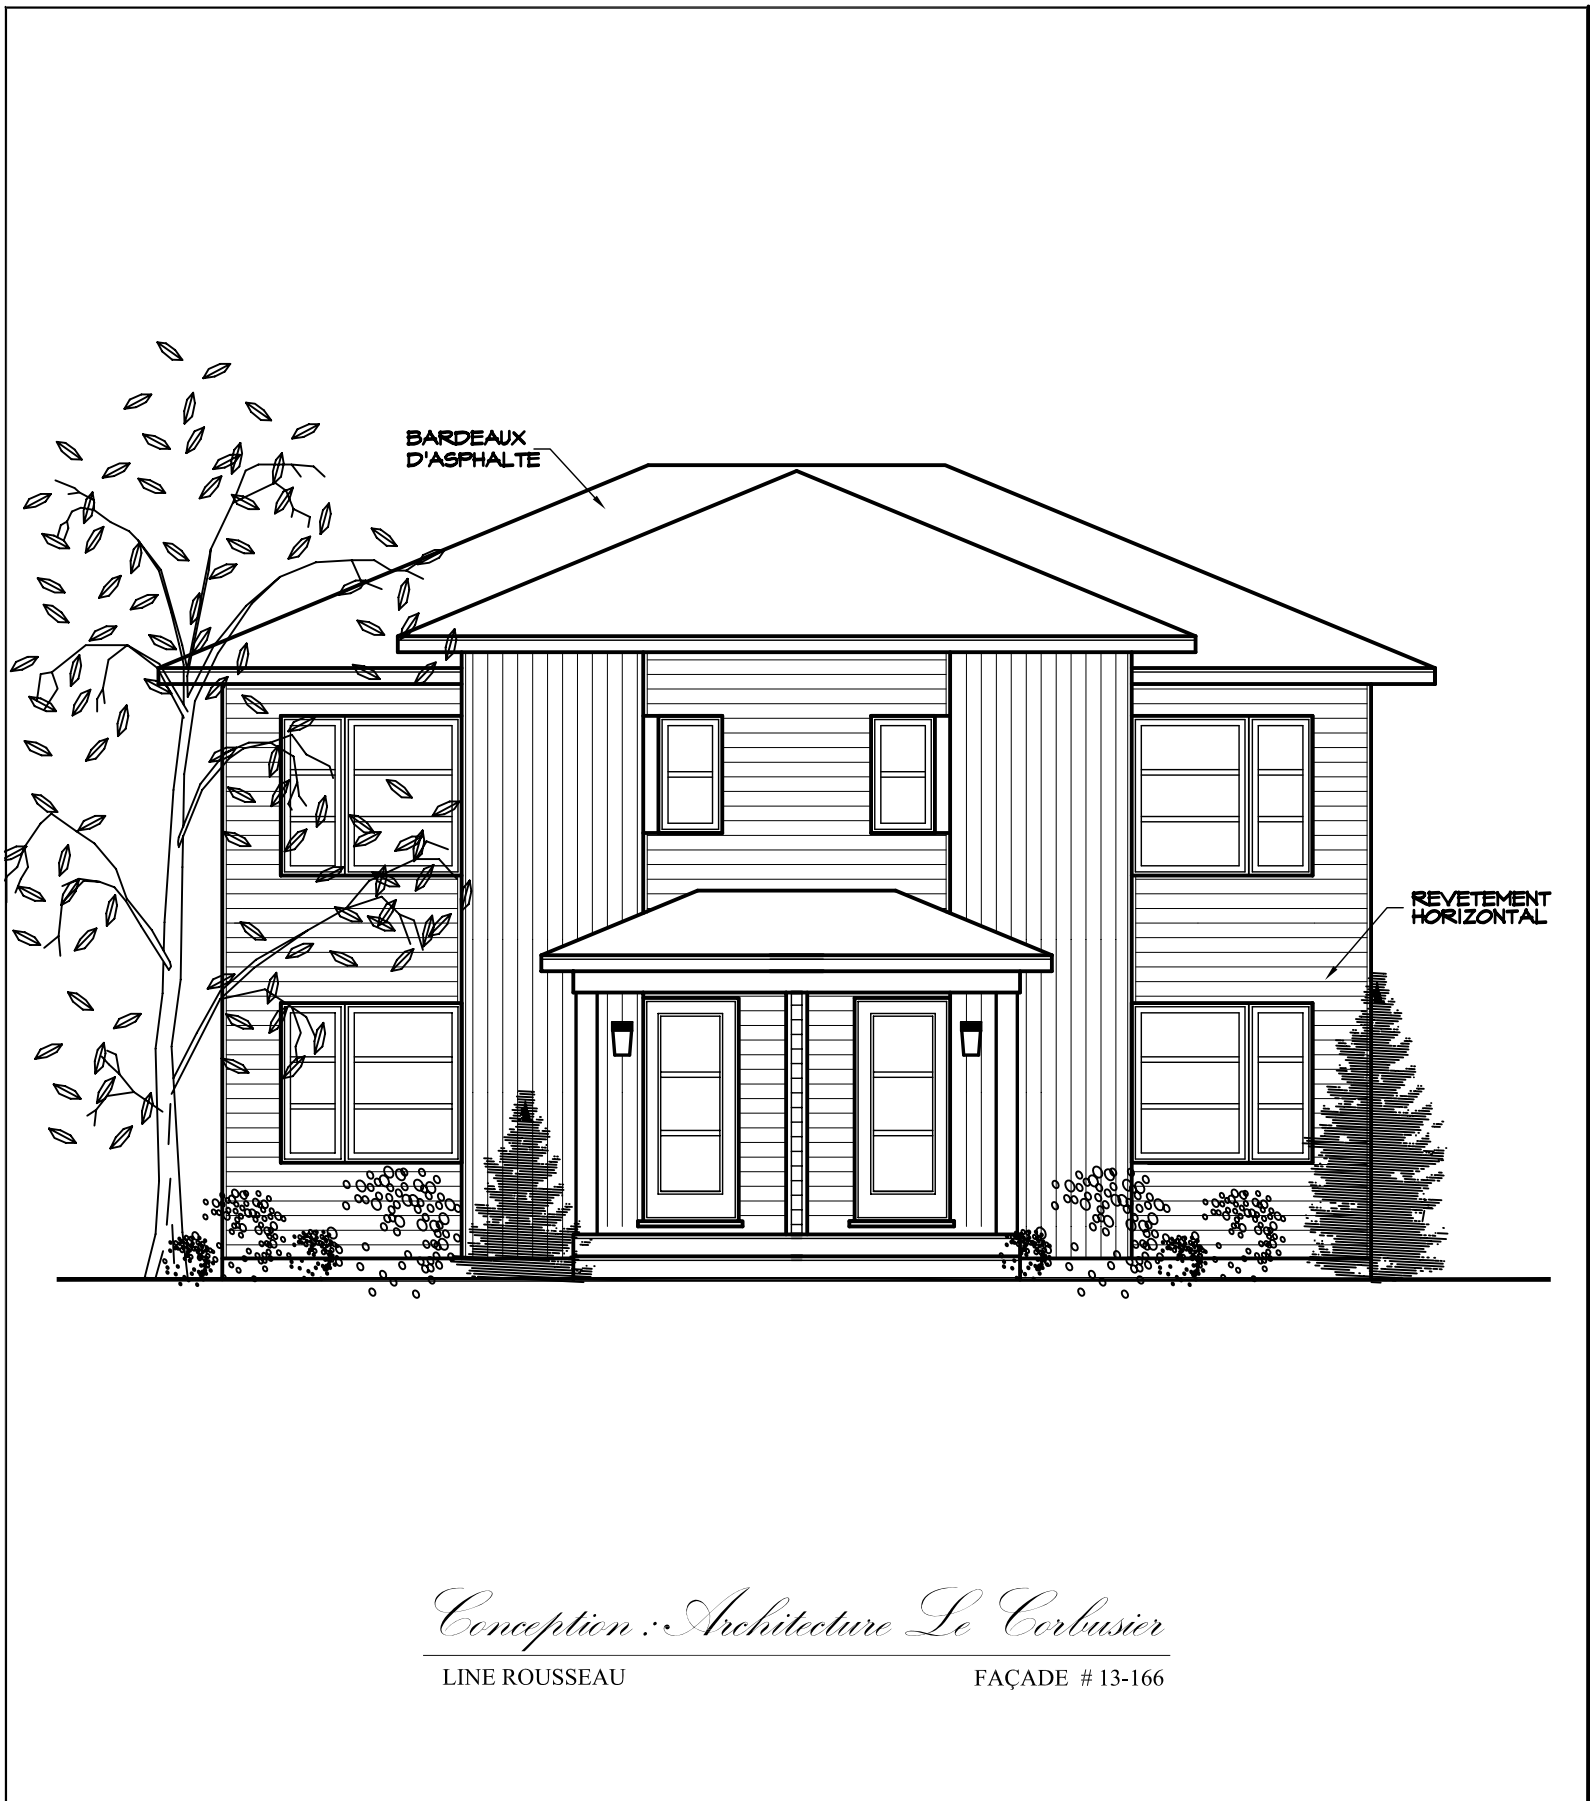 BARDEAUX
D'ASPHALTE
REVETEMENT
HORIZONTAL
Conception : Architecture Le Corbusier
LINE ROUSSEAU FAÇADE # 13-166